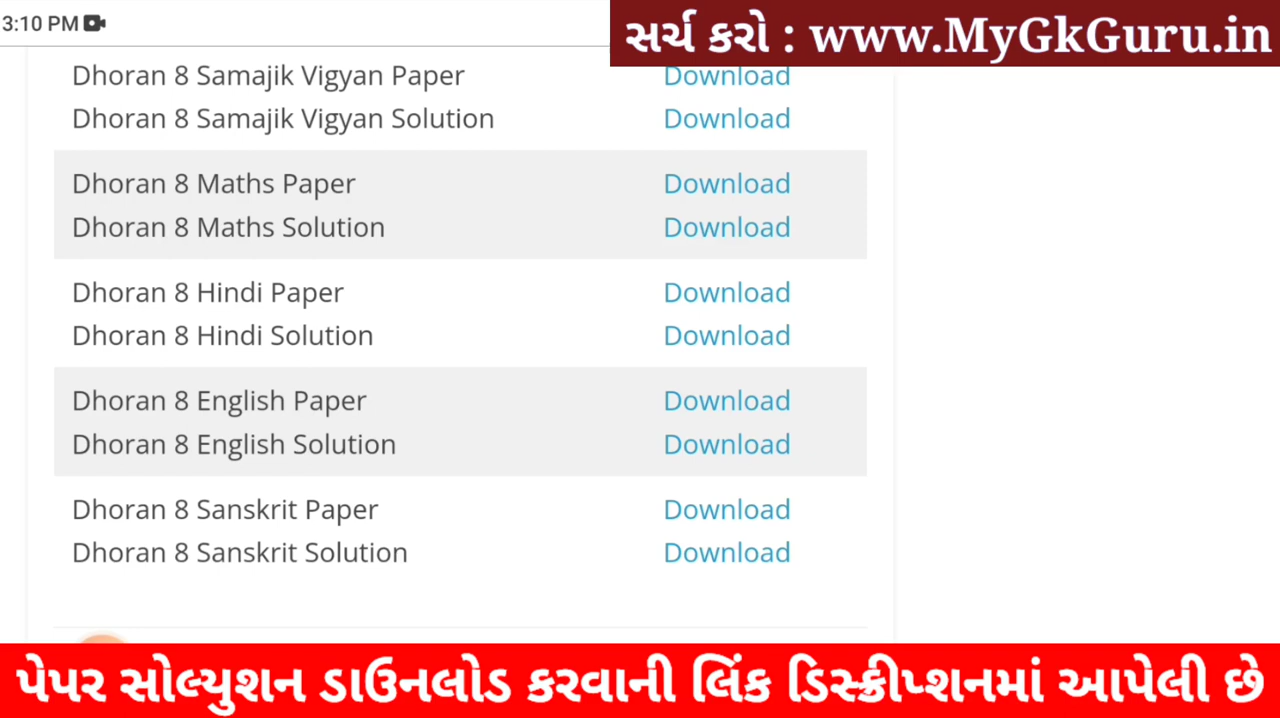 3:10 PM
સર્ચ કરો : www.MyGkGuru.in
Dhoran 8 Samajik Vigyan Paper Download
Dhoran 8 Samajik Vigyan Solution Download
Dhoran 8 Maths Paper Download
Dhoran 8 Maths Solution Download
Dhoran 8 Hindi Paper Download
Dhoran 8 Hindi Solution Download
Dhoran 8 English Paper Download
Dhoran 8 English Solution Download
Dhoran 8 Sanskrit Paper Download
Dhoran 8 Sanskrit Solution Download
પેપર સોલ્યુશન ડાઉનલોડ કરવાની લિંક ડિસ્ક્રીપ્શનમાં આપેલી છે